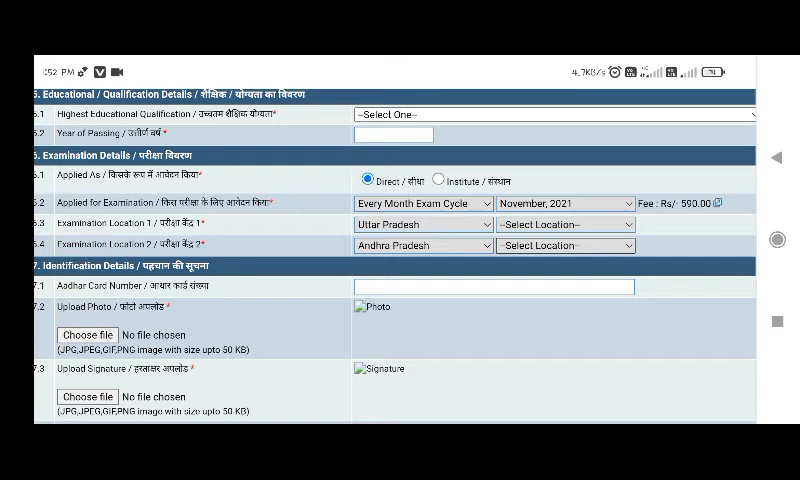 :52 PM
4.7KB/s
5. Educational / Qualification Details / शैक्षिक / योग्यता का विवरण
5.1 Highest Educational Qualification / उच्चतम शैक्षिक योग्यता* --Select One--
5.2 Year of Passing / उत्तीर्ण वर्ष *
6. Examination Details / परीक्षा विवरण
6.1 Applied As / किसके रूप में आवेदन किया* Direct / सीधा Institute / संस्थान
6.2 Applied for Examination / किस परीक्षा के लिए आवेदन किया* Every Month Exam Cycle November, 2021 Fee : Rs/- 590.00
6.3 Examination Location 1 / परीक्षा केंद्र 1* Uttar Pradesh --Select Location--
6.4 Examination Location 2 / परीक्षा केंद्र 2* Andhra Pradesh --Select Location--
7. Identification Details / पहचान की सूचना
7.1 Aadhar Card Number / आधार कार्ड संख्या
7.2 Upload Photo / फोटो अपलोड * Photo
Choose file No file chosen
(JPG,JPEG,GIF,PNG image with size upto 50 KB)
7.3 Upload Signature / हस्ताक्षर अपलोड * Signature
Choose file No file chosen
(JPG,JPEG,GIF,PNG image with size upto 50 KB)